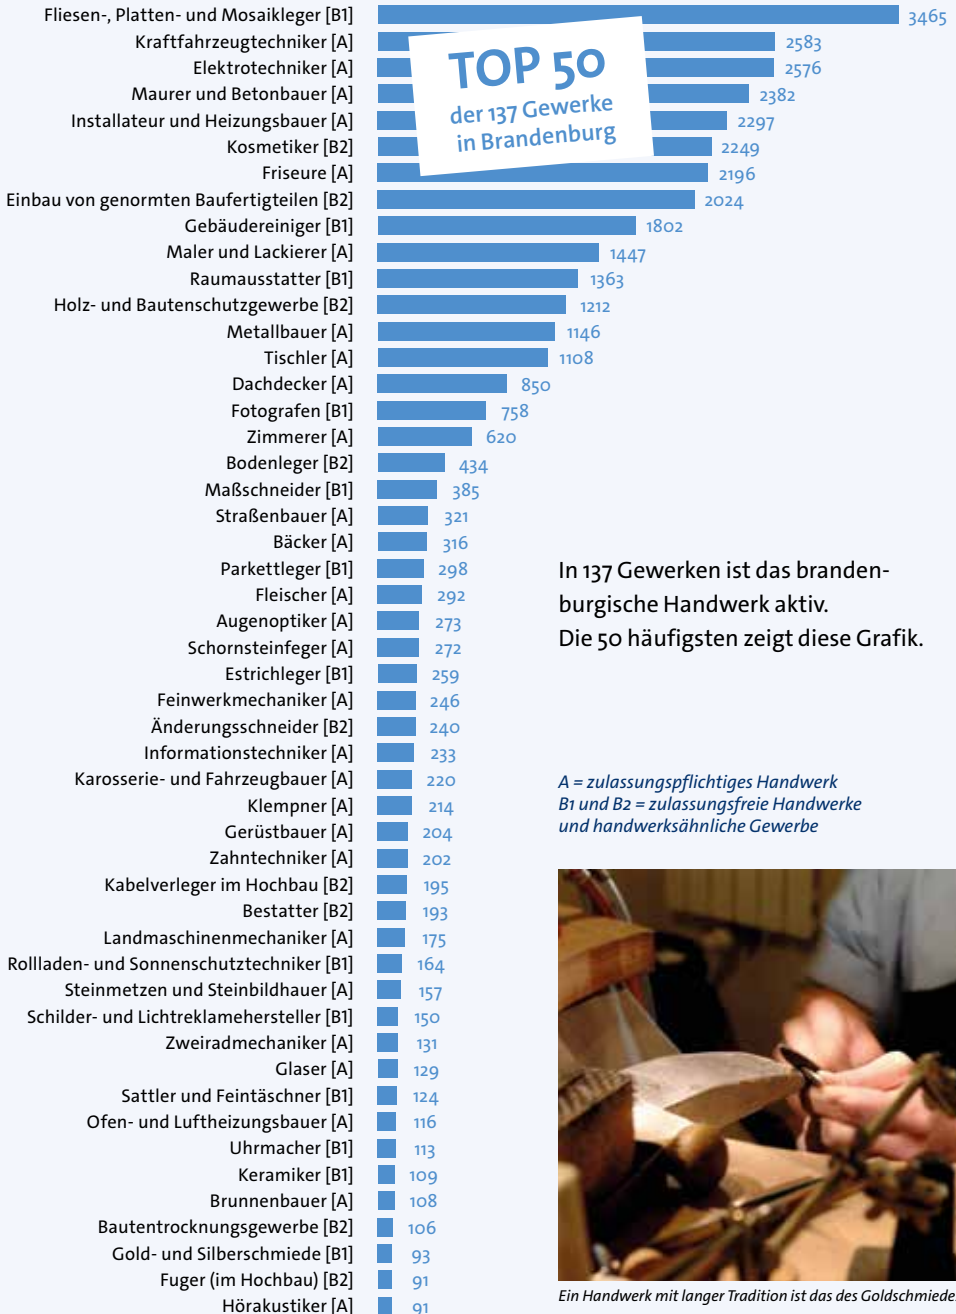 Fliesen-, Platten- und Mosaikleger [B1] 3465
Kraftfahrzeugtechniker [A] 2583
Elektrotechniker [A] 2576
Maurer und Betonbauer [A] 2382
Installateur und Heizungsbauer [A] 2297
Kosmetiker [B2] 2249
Friseure [A] 2196
Einbau von genormten Baufertigteilen [B2] 2024
Gebäudereiniger [B1] 1802
Maler und Lackierer [A] 1447
Raumausstatter [B1] 1363
Holz- und Bautenschutzgewerbe [B2] 1212
Metallbauer [A] 1146
Tischler [A] 1108
Dachdecker [A] 850
Fotografen [B1] 758
Zimmerer [A] 620
Bodenleger [B2] 434
Maßschneider [B1] 385
Straßenbauer [A] 321
Bäcker [A] 316
Parkettleger [B1] 298
Fleischer [A] 292
Augenoptiker [A] 273
Schornsteinfeger [A] 272
Estrichleger [B1] 259
Feinwerkmechaniker [A] 246
Änderungsschneider [B2] 240
Informationstechniker [A] 233
Karosserie- und Fahrzeugbauer [A] 220
Klempner [A] 214
Gerüstbauer [A] 204
Zahntechniker [A] 202
Kabelverleger im Hochbau [B2] 195
Bestatter [B2] 193
Landmaschinenmechaniker [A] 175
Rollladen- und Sonnenschutztechniker [B1] 164
Steinmetzen und Steinbildhauer [A] 157
Schilder- und Lichtreklamehersteller [B1] 150
Zweiradmechaniker [A] 131
Glaser [A] 129
Sattler und Feintäschner [B1] 124
Ofen- und Luftheizungsbauer [A] 116
Uhrmacher [B1] 113
Keramiker [B1] 109
Brunnenbauer [A] 108
Bautentrocknungsgewerbe [B2] 106
Gold- und Silberschmiede [B1] 93
Fuger (im Hochbau) [B2] 91
Hörakustiker [A] 91
TOP 50
der 137 Gewerke
in Brandenburg
In 137 Gewerken ist das branden-
burgische Handwerk aktiv.
Die 50 häufigsten zeigt diese Grafik.
A = zulassungspflichtiges Handwerk
B1 und B2 = zulassungsfreie Handwerke
und handwerksähnliche Gewerbe
Ein Handwerk mit langer Tradition ist das des Goldschmiede